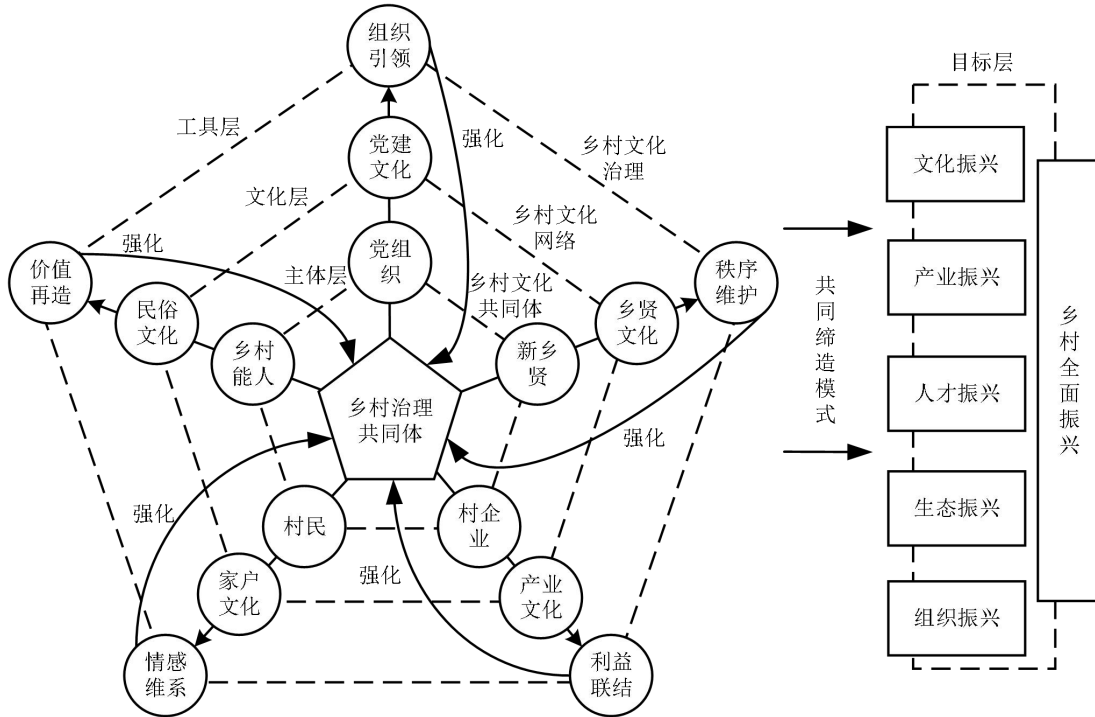 组织
引领
目标层
工具层
强化
乡村文化
治理
党建
文化
文化振兴
文化层
乡村文化
网络
强化
党组
织
价值
再造
主体层
乡村文化
共同体
秩序
维护
产业振兴
民俗
文化
乡贤
文化
乡村
能人
新乡
贤
共同缔造模式
乡村全面振兴
人才振兴
乡村治理
共同体
强化
强化
生态振兴
村民
村企
业
强化
家户
文化
产业
文化
组织振兴
情感
维系
利益
联结